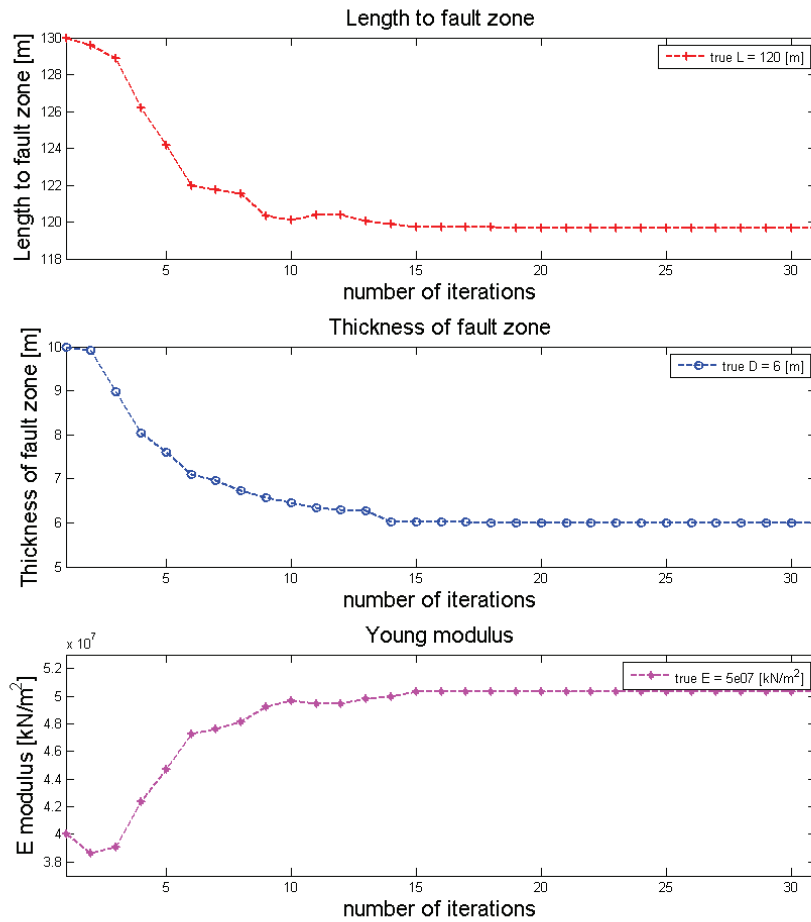 Length to fault zone
Length to fault zone [m]
130
128
126
124
122
120
118
true L = 120 [m]
5 10 15 20 25 30
number of iterations
Thickness of fault zone
Thickness of fault zone [m]
10
9
8
7
6
5
true D = 6 [m]
5 10 15 20 25 30
number of iterations
Young modulus
x 10^7
E modulus [kN/m²]
5.2
5
4.8
4.6
4.4
4.2
4
3.8
true E = 5e07 [kN/m²]
5 10 15 20 25 30
number of iterations